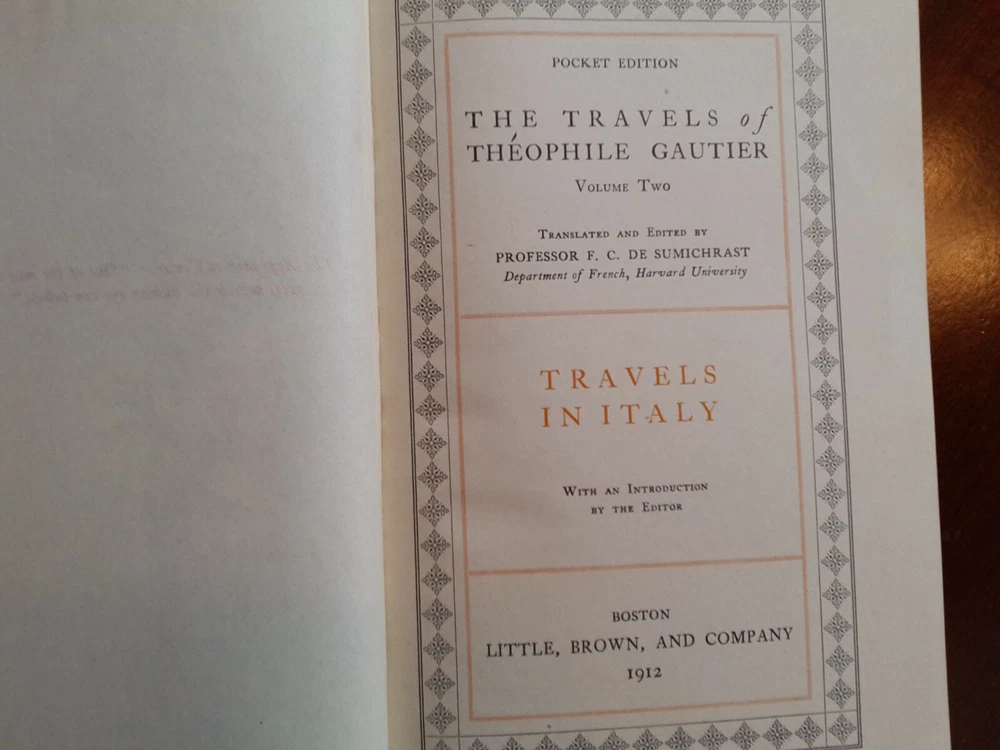 POCKET EDITION
THE TRAVELS of
THÉOPHILE GAUTIER
VOLUME TWO
TRANSLATED AND EDITED BY
PROFESSOR F. C. DE SUMICHRAST
Department of French, Harvard University
TRAVELS
IN ITALY
WITH AN INTRODUCTION
BY THE EDITOR
BOSTON
LITTLE, BROWN, AND COMPANY
1912